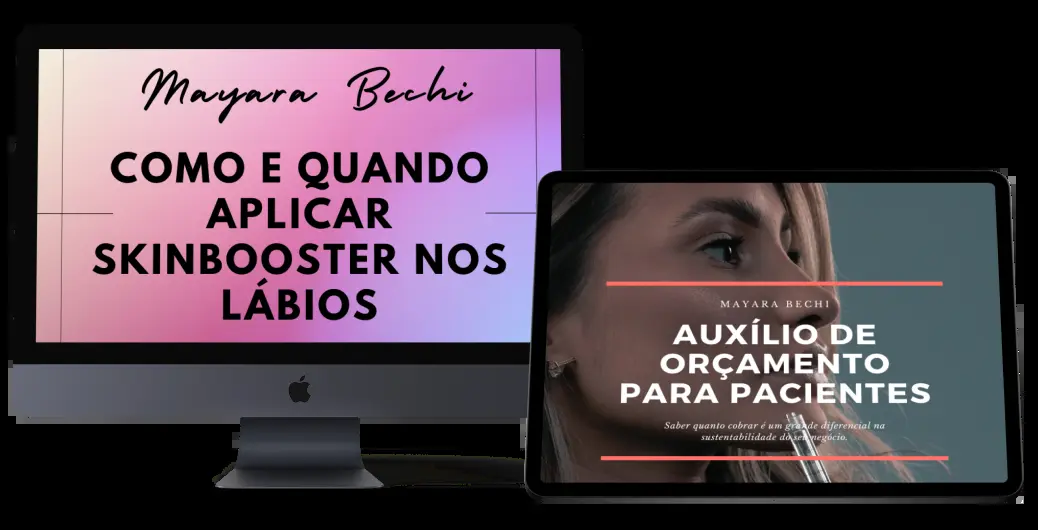 Mayara Bechi
COMO E QUANDO
APLICAR
SKINBOOSTER NOS
LÁBIOS
MAYARA BECHI
AUXÍLIO DE
ORÇAMENTO
PARA PACIENTES
Saber quanto cobrar é um grande diferencial na
sustentabilidade do seu negócio.